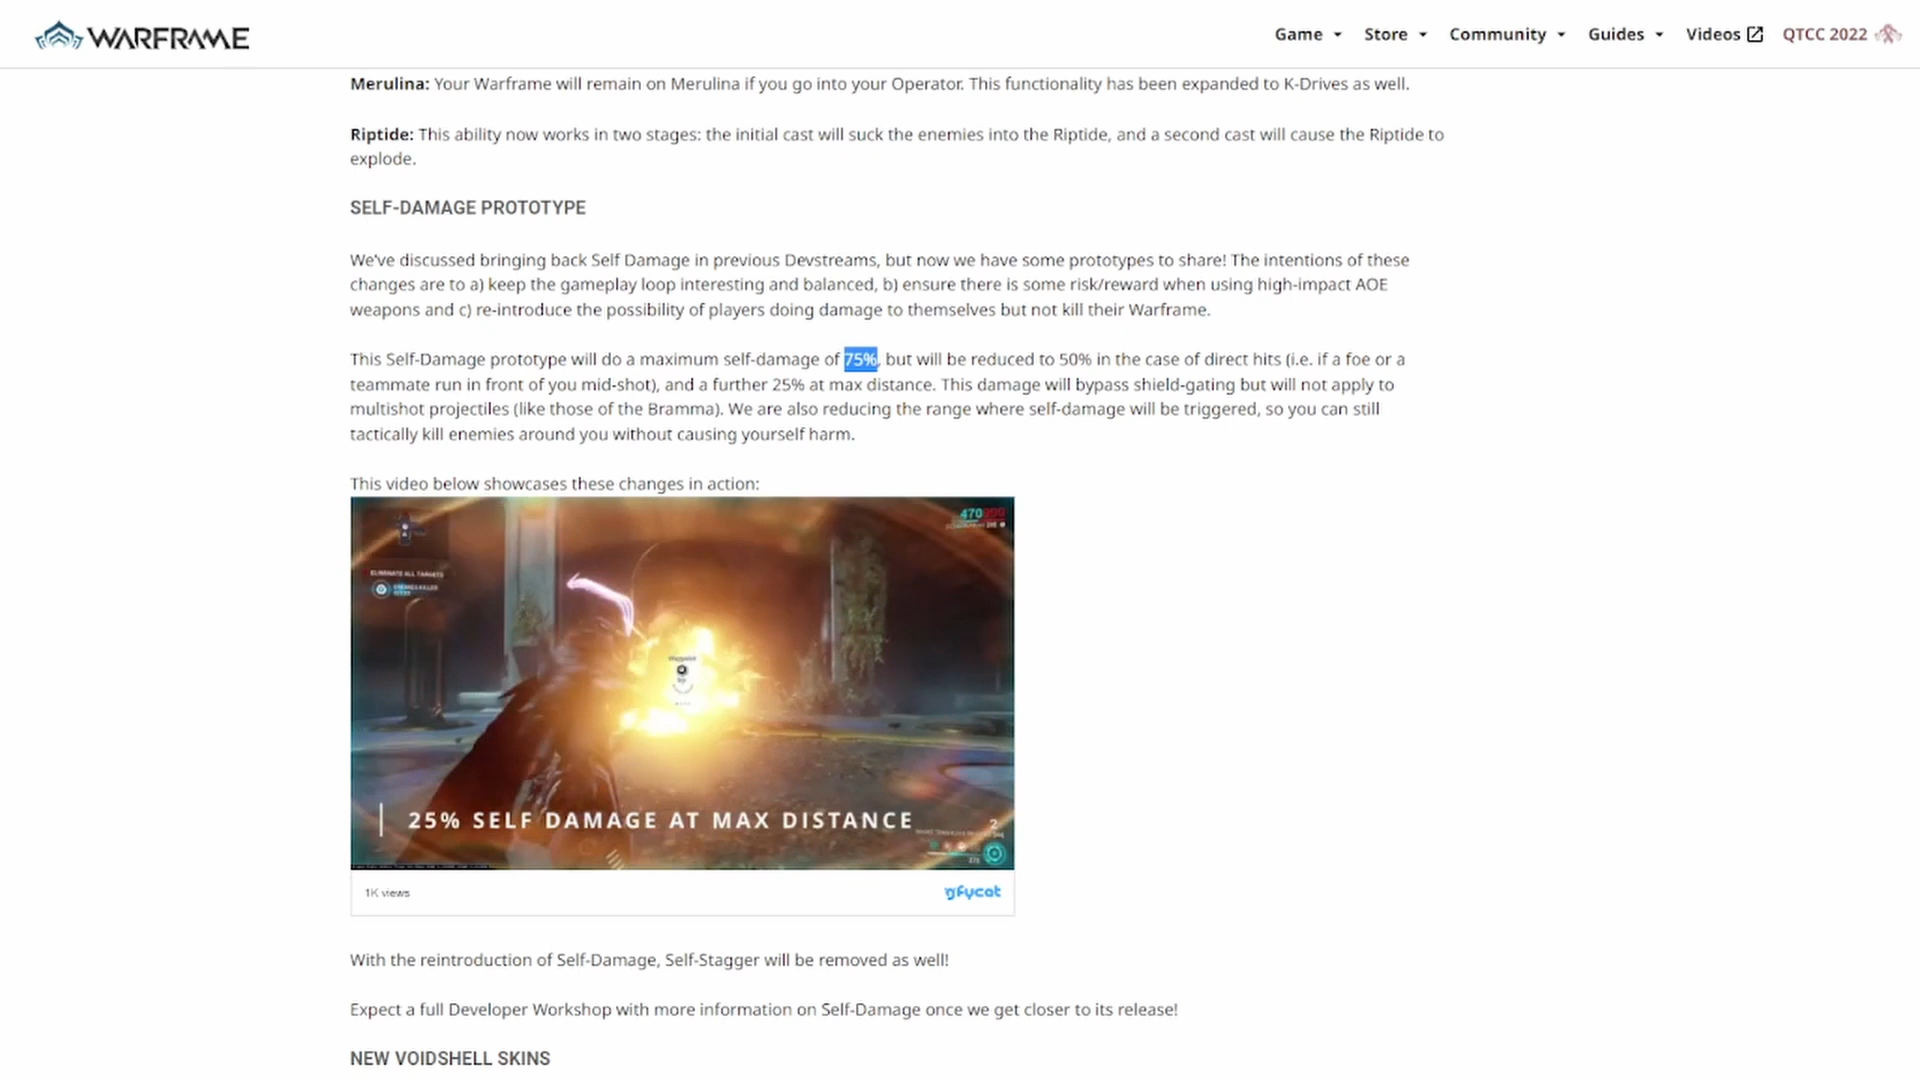 WARFRAME
Game Store Community Guides Videos QTCC 2022
Merulina: Your Warframe will remain on Merulina if you go into your Operator. This functionality has been expanded to K-Drives as well.
Riptide: This ability now works in two stages: the initial cast will suck the enemies into the Riptide, and a second cast will cause the Riptide to
explode.
SELF-DAMAGE PROTOTYPE
We've discussed bringing back Self Damage in previous Devstreams, but now we have some prototypes to share! The intentions of these
changes are to a) keep the gameplay loop interesting and balanced, b) ensure there is some risk/reward when using high-impact AOE
weapons and c) re-introduce the possibility of players doing damage to themselves but not kill their Warframe.
This Self-Damage prototype will do a maximum self-damage of 75%, but will be reduced to 50% in the case of direct hits (i.e. if a foe or a
teammate run in front of you mid-shot), and a further 25% at max distance. This damage will bypass shield-gating but will not apply to
multishot projectiles (like those of the Bramma). We are also reducing the range where self-damage will be triggered, so you can still
tactically kill enemies around you without causing yourself harm.
This video below showcases these changes in action:
ELIMINATE ALL TARGETS
25% SELF DAMAGE AT MAX DISTANCE
2
1K views
gfycat
With the reintroduction of Self-Damage, Self-Stagger will be removed as well!
Expect a full Developer Workshop with more information on Self-Damage once we get closer to its release!
NEW VOIDSHELL SKINS